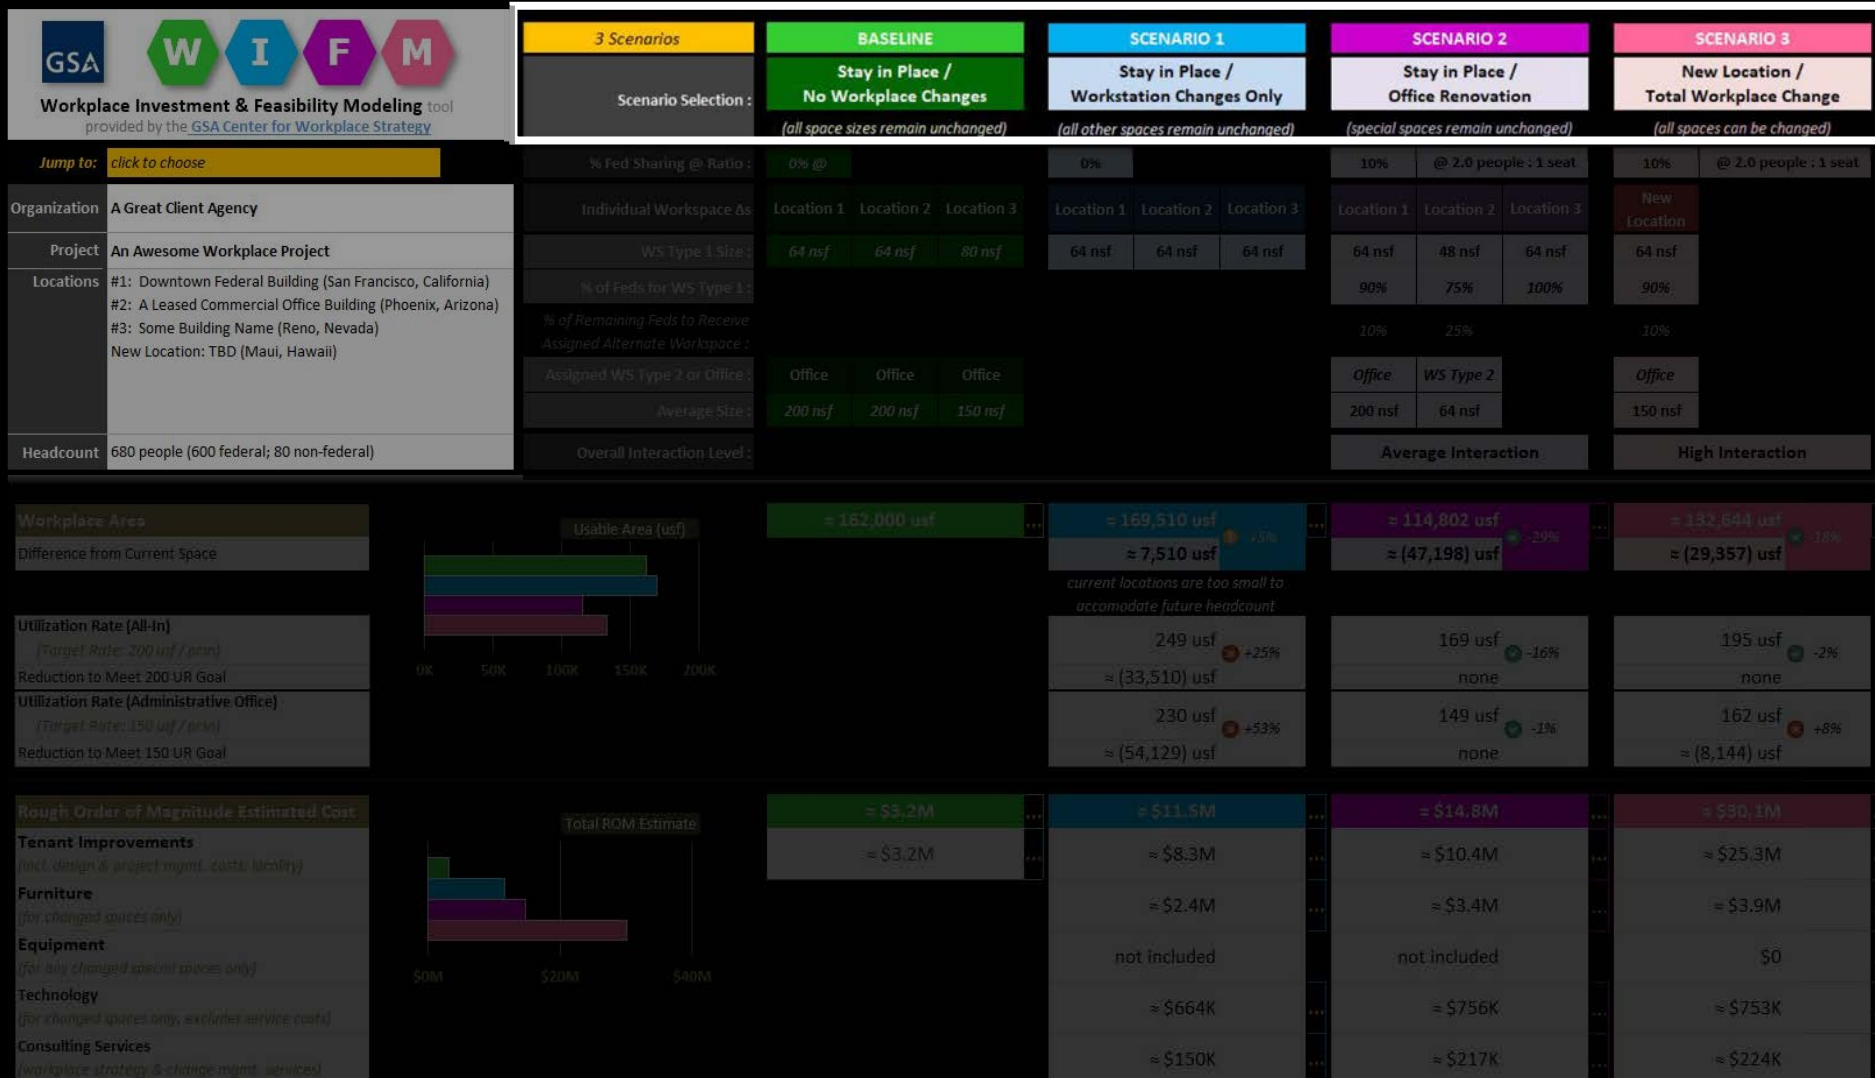 GSA
W I F M
Workplace Investment & Feasibility Modeling tool
provided by the GSA Center for Workplace Strategy
3 Scenarios BASELINE SCENARIO 1 SCENARIO 2 SCENARIO 3
Scenario Selection :
Stay in Place /
No Workplace Changes
(all space sizes remain unchanged)
Stay in Place /
Workstation Changes Only
(all other spaces remain unchanged)
Stay in Place /
Office Renovation
(special spaces remain unchanged)
New Location /
Total Workplace Change
(all spaces can be changed)
Jump to: click to choose
Organization A Great Client Agency
Project An Awesome Workplace Project
Locations #1: Downtown Federal Building (San Francisco, California)
#2: A Leased Commercial Office Building (Phoenix, Arizona)
#3: Some Building Name (Reno, Nevada)
New Location: TBD (Maui, Hawaii)
Headcount 680 people (600 federal; 80 non-federal)
% Fed Sharing @ Ratio : 0% @ 0% 10% @ 2.0 people : 1 seat 10% @ 2.0 people : 1 seat
Individual Workspace Δs Location 1 Location 2 Location 3 Location 1 Location 2 Location 3 Location 1 Location 2 Location 3 New
Location
WS Type 1 Size : 64 nsf 64 nsf 80 nsf 64 nsf 64 nsf 64 nsf 64 nsf 48 nsf 64 nsf 64 nsf
% of Feds for WS Type 1 : 90% 75% 100% 90%
% of Remaining Feds to Receive
Assigned Alternate Workspace : 10% 25% 10%
Assigned WS Type 2 or Office : Office Office Office Office WS Type 2 Office
Average Size : 200 nsf 200 nsf 150 nsf 200 nsf 64 nsf 150 nsf
Overall Interaction Level : Average Interaction High Interaction
Workplace Area ≈ 162,000 usf ... ≈ 169,510 usf ... ≈ 114,802 usf ... ≈ 132,644 usf
Difference from Current Space ≈ 7,510 usf +5% ≈ (47,198) usf -29% ≈ (29,357) usf -18%
current locations are too small to
accomodate future headcount
Usable Area (usf)
0K 50K 100K 150K 200K
Utilization Rate (All-In) 249 usf +25% 169 usf -16% 195 usf -2%
(Target Rate: 200 usf / prsn)
Reduction to Meet 200 UR Goal ≈ (33,510) usf none none
Utilization Rate (Administrative Office) 230 usf +53% 149 usf -1% 162 usf +8%
(Target Rate: 150 usf / prsn)
Reduction to Meet 150 UR Goal ≈ (54,129) usf none ≈ (8,144) usf
Rough Order of Magnitude Estimated Cost ≈ $3.2M ... ≈ $11.5M ... ≈ $14.8M ... ≈ $30.1M
Total ROM Estimate
$0M $20M $40M
Tenant Improvements ≈ $3.2M ... ≈ $8.3M ... ≈ $10.4M ... ≈ $25.3M
(incl. design & project mgmt. costs; locality)
Furniture ≈ $2.4M ... ≈ $3.4M ... ≈ $3.9M
(for changed spaces only)
Equipment not included not included $0
(for any changed special spaces only)
Technology ≈ $664K ... ≈ $756K ... ≈ $753K
(for changed spaces only, excludes service costs)
Consulting Services ≈ $150K ... ≈ $217K ... ≈ $224K
(workplace strategy & change mgmt. services)